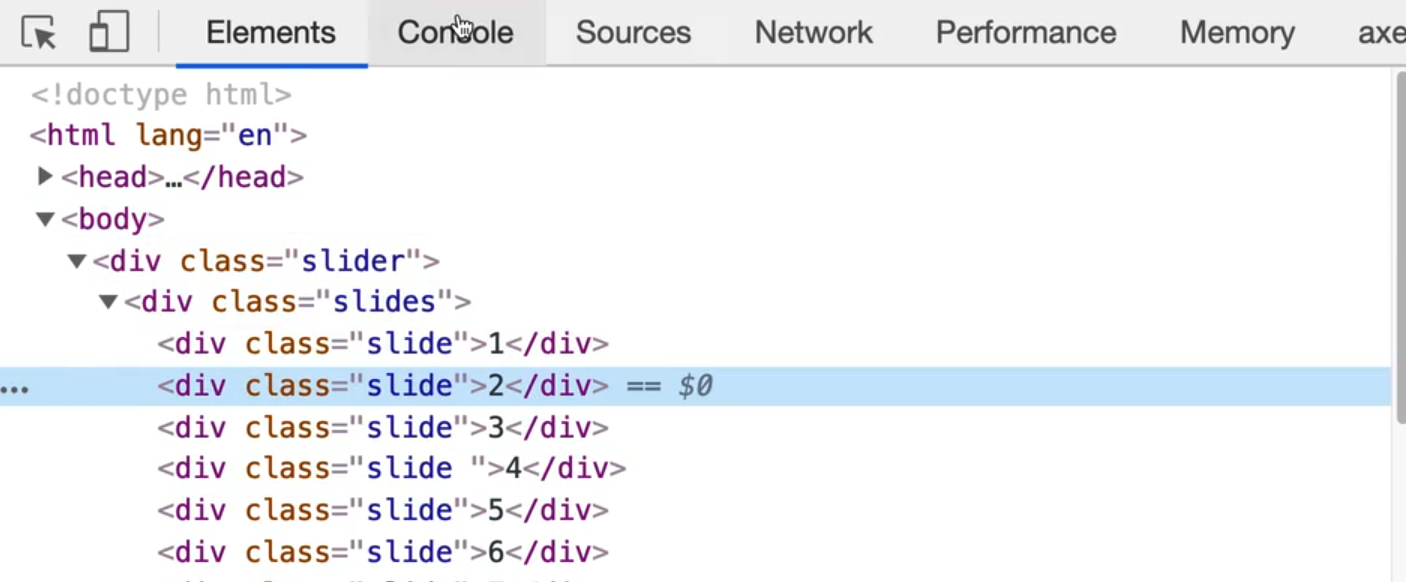 Elements Console Sources Network Performance Memory axe
<!doctype html>
<html lang="en">
<head>…</head>
<body>
<div class="slider">
<div class="slides">
<div class="slide">1</div>
… <div class="slide">2</div> == $0
<div class="slide">3</div>
<div class="slide ">4</div>
<div class="slide">5</div>
<div class="slide">6</div>